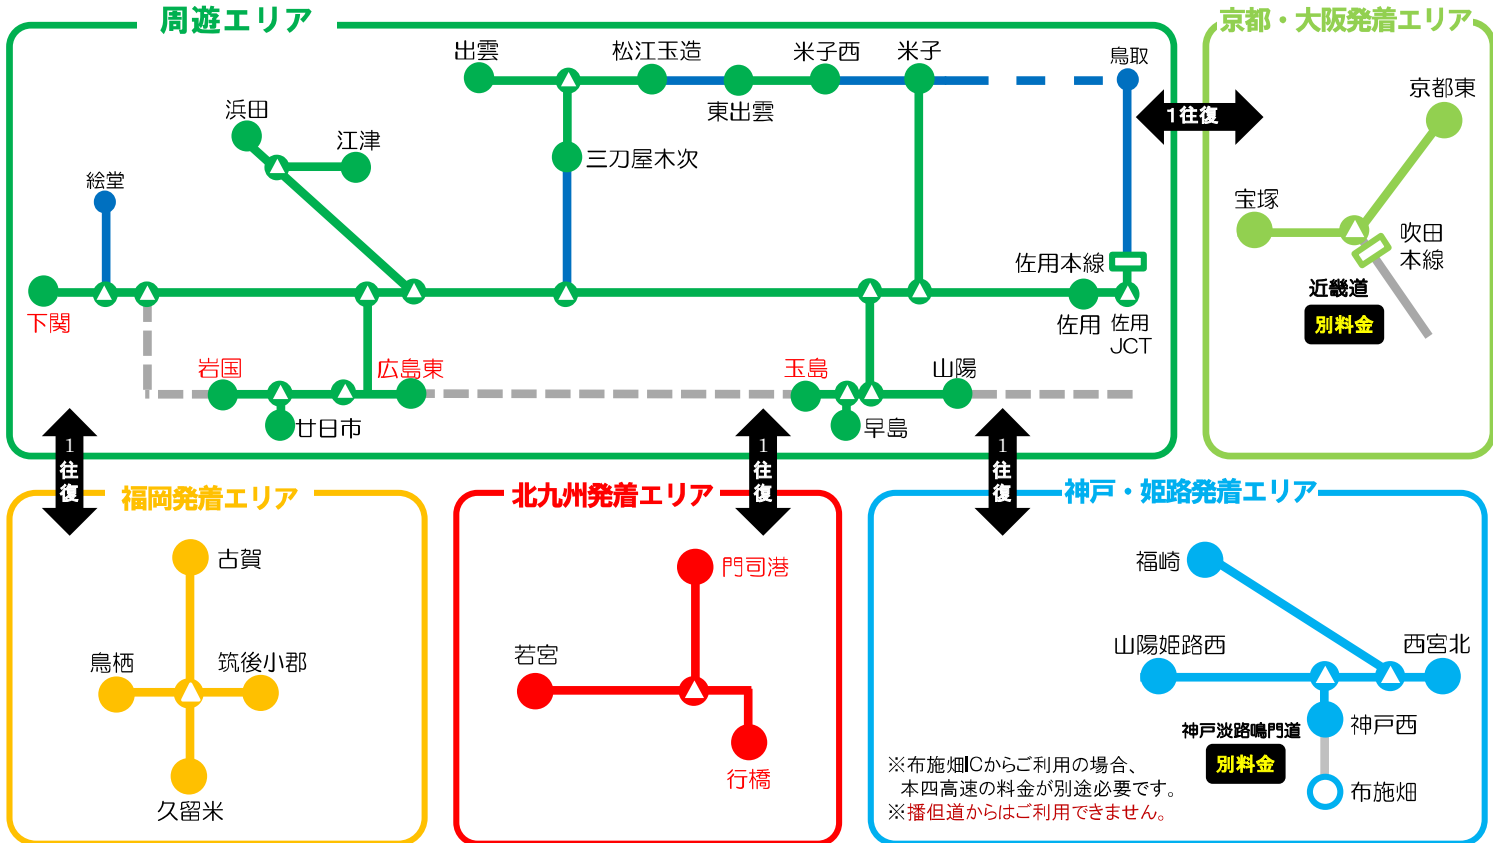 周遊エリア
出雲
松江玉造
東出雲
米子西
米子
鳥取
浜田
江津
三刀屋木次
絵堂
下関
佐用本線
佐用
佐用
JCT
岩国
広島東
廿日市
玉島
早島
山陽
京都・大阪発着エリア
1往復
京都東
宝塚
吹田
本線
近畿道
別料金
1
往
復
1
往
復
1
往
復
福岡発着エリア
古賀
鳥栖
筑後小郡
久留米
北九州発着エリア
門司港
若宮
行橋
神戸・姫路発着エリア
福崎
山陽姫路西
西宮北
神戸西
神戸淡路鳴門道
別料金
布施畑
※布施畑ICからご利用の場合、
本四高速の料金が別途必要です。
※播但道からはご利用できません。